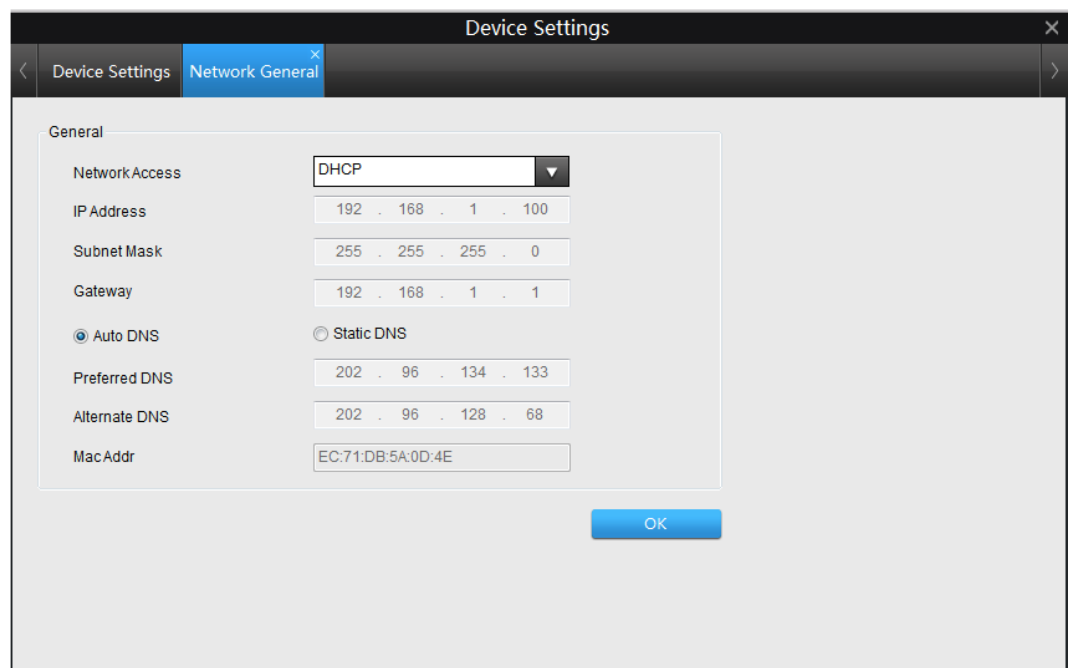 Device Settings
Device Settings Network General
General
Network Access DHCP
IP Address 192 . 168 . 1 . 100
Subnet Mask 255 . 255 . 255 . 0
Gateway 192 . 168 . 1 . 1
Auto DNS Static DNS
Preferred DNS 202 . 96 . 134 . 133
Alternate DNS 202 . 96 . 128 . 68
Mac Addr EC:71:DB:5A:0D:4E
OK